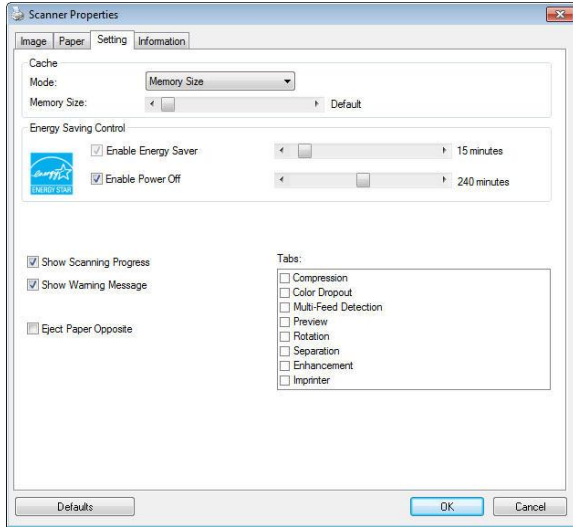 Scanner Properties
Image Paper Setting Information
Cache
Mode: Memory Size
Memory Size: Default
Energy Saving Control
Enable Energy Saver 15 minutes
Enable Power Off 240 minutes
ENERGY STAR
Show Scanning Progress
Show Warning Message
Eject Paper Opposite
Tabs:
Compression
Color Dropout
Multi-Feed Detection
Preview
Rotation
Separation
Enhancement
Imprinter
Defaults OK Cancel